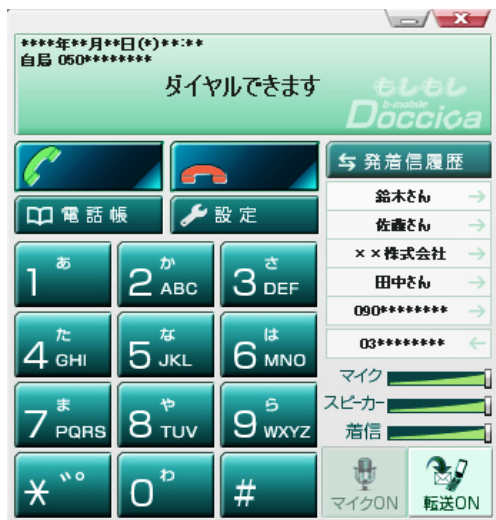 ****年**月**日(*)**:**
自局 050********
ダイヤルできます
もしもし
b-mobile
Doccica
発着信履歴
電話帳
設定
鈴木さん
佐藤さん
××株式会社
田中さん
090********
03********
1 あ
2 か ABC
3 さ DEF
4 た GHI
5 な JKL
6 は MNO
7 ま PQRS
8 や TUV
9 ら WXYZ
* ゛゜
0 わ
#
マイク
スピーカー
着信
マイクON
転送ON